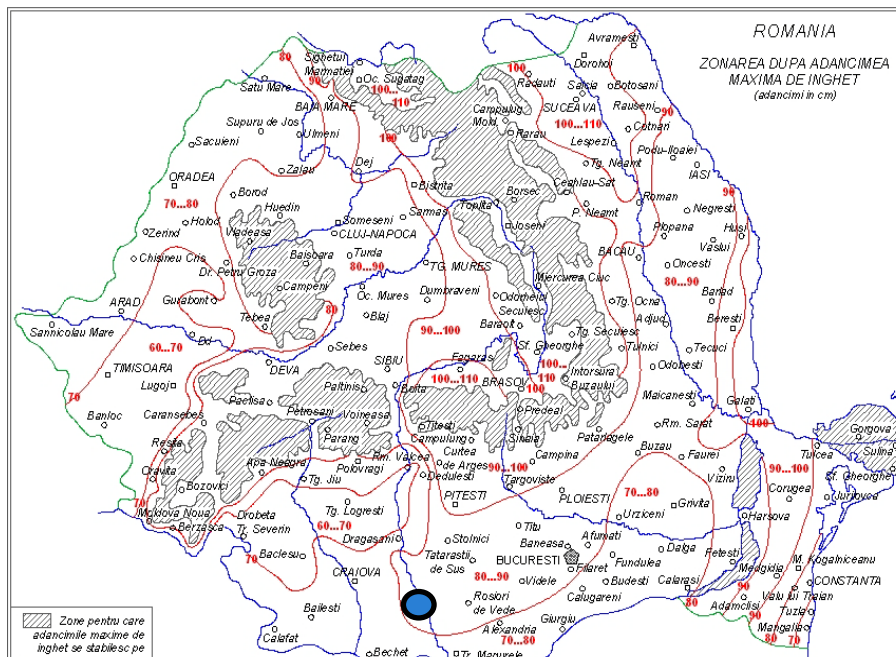 ROMANIA
ZONAREA DUPA ADANCIMEA
MAXIMA DE INGHET
(adancimi in cm)
Avramesti
Dorohoi
Sighetul
Marmatiei
Oc. Sugatag
Radauti
Satu Mare
BAIA MARE
Salcia
Botosani
SUCEAVA
Rauseni
80
90
100
100...110
100
100...110
90
Supuru de Jos
Ulmeni
Campulug
Mold.
Rarau
Cotnari
Lespezi
Sacuieni
Podu-Iloaiei
IASI
Zalau
Dej
Tg. Neamt
ORADEA
Bistrita
Ceahlau-Sat
70...80
Borod
Borsec
Roman
90
Huedin
Sarmas
Toplita
P. Neamt
Negresti
Holod
Vladeasa
Someseni
CLUJ-NAPOCA
Joseni
Zerind
Plopana
Husi
Vaslui
Chisineu Cris
Baisoara
Turda
BACAU
Dr. Petru Groza
80...90
TG. MURES
Oncesti
80...90
Miercurea Ciuc
Campeni
Oc. Mures
Dumbraveni
Odorheiu
Secuiesc
Gurabont
80
Barlad
ARAD
Blaj
Tg. Ocna
Beresti
Sannicolau Mare
Tebea
90...100
Baraolt
Adjud
Tg. Secuiesc
60...70
Dd
Sebes
Sf. Gheorghe
Tulnici
Tecuci
TIMISOARA
DEVA
SIBIU
Fagaras
100...110
Odobesti
Lugoj
Paltinis
Boita
100...110
BRASOV
100
Intorsura
Buzaului
70
Paclisa
Maicanesti
Galati
Banloc
Caransebes
Petrosani
Voineasa
Predeal
Titesti
Rm. Sarat
100
Parang
Campulung
Sinaia
Patarlagele
Gorgova
Resita
Curtea
de Arges
Buzau
Tulcea
Sulina
Rm. Valcea
Oravita
Apa Neagra
Polovragi
90...100
Campina
Faurei
90...100
Sf. Gheorghe
Dedulesti
Bozovici
Tg. Jiu
Targoviste
Viziru
Corugea
70
PITESTI
PLOIESTI
70...80
Jurilovca
Moldova Noua
Berzasca
Drobeta
Tr. Severin
60...70
Tg. Logresti
Urziceni
Grivita
Harsova
Dragasani
Stolnici
Titu
Baneasa
Afumati
Dalga
Baclesu
70
Tatarastii
de Sus
BUCURESTI
Fundulea
Fetesti
M. Kogalniceanu
Medgidia
Filaret
CRAIOVA
80...90
Videle
Budesti
Calarasi
CONSTANTA
Calugareni
90
Valu lui Traian
Rosiori
de Vede
80
Adamclisi
Tuzla
Bailesti
Alexandria
Giurgiu
90
Mangalia
Calafat
70...80
80
70
Bechet
Tr. Magurele
Zone pentru care
adancimile maxime de
inghet se stabilesc pe